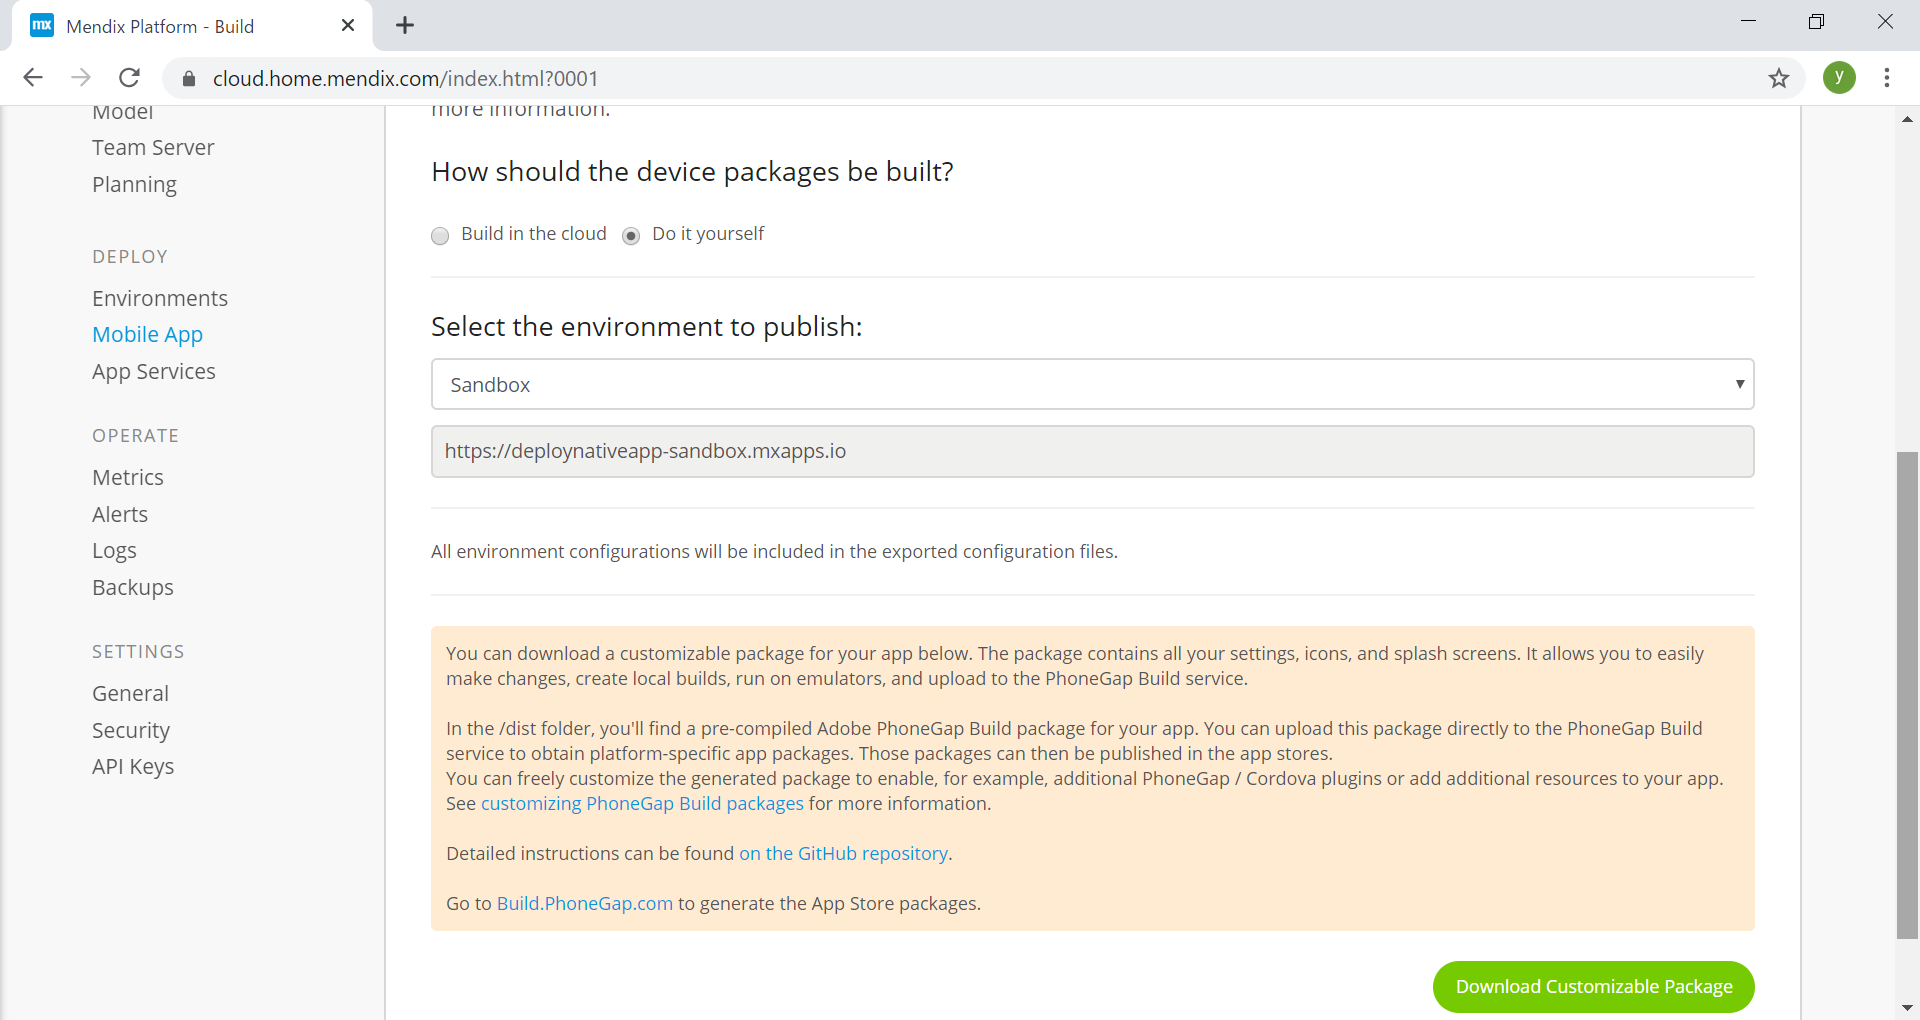 mx Mendix Platform - Build
cloud.home.mendix.com/index.html?0001
y
Model
Team Server
Planning
DEPLOY
Environments
Mobile App
App Services
OPERATE
Metrics
Alerts
Logs
Backups
SETTINGS
General
Security
API Keys
more information.
How should the device packages be built?
Build in the cloud Do it yourself
Select the environment to publish:
Sandbox
https://deploynativeapp-sandbox.mxapps.io
All environment configurations will be included in the exported configuration files.
You can download a customizable package for your app below. The package contains all your settings, icons, and splash screens. It allows you to easily
make changes, create local builds, run on emulators, and upload to the PhoneGap Build service.
In the /dist folder, you'll find a pre-compiled Adobe PhoneGap Build package for your app. You can upload this package directly to the PhoneGap Build
service to obtain platform-specific app packages. Those packages can then be published in the app stores.
You can freely customize the generated package to enable, for example, additional PhoneGap / Cordova plugins or add additional resources to your app.
See customizing PhoneGap Build packages for more information.
Detailed instructions can be found on the GitHub repository.
Go to Build.PhoneGap.com to generate the App Store packages.
Download Customizable Package